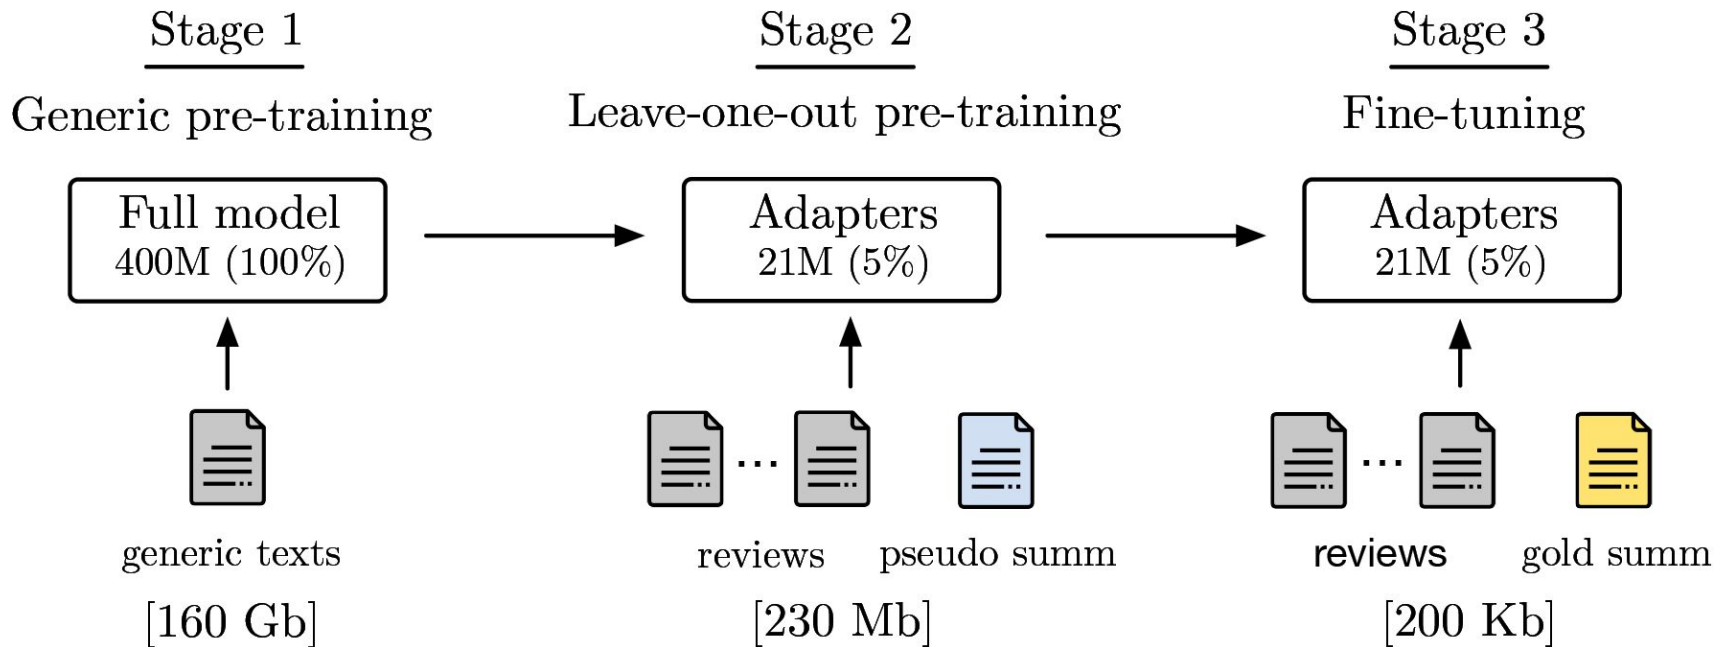 Stage 1
Generic pre-training
Full model
400M (100%)
generic texts
[160 Gb]
Stage 2
Leave-one-out pre-training
Adapters
21M (5%)
...
reviews
pseudo summ
[230 Mb]
Stage 3
Fine-tuning
Adapters
21M (5%)
...
reviews
gold summ
[200 Kb]